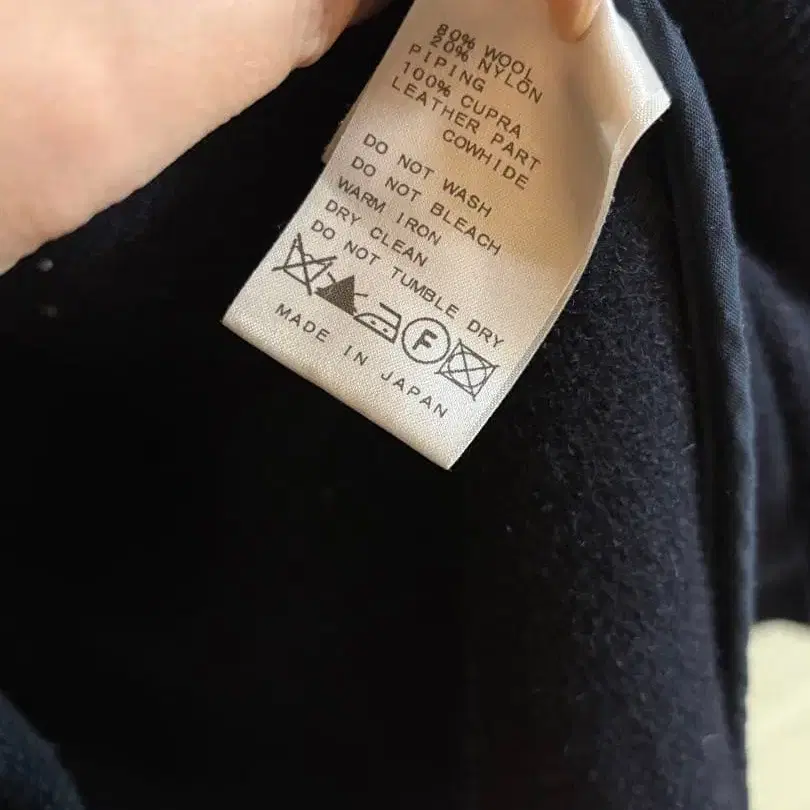 80% WOOL
20% NYLON
PIPING
100% CUPRA
LEATHER PART
COWHIDE
DO NOT WASH
DO NOT BLEACH
WARM IRON
DRY CLEAN
DO NOT TUMBLE DRY
F
MADE IN JAPAN